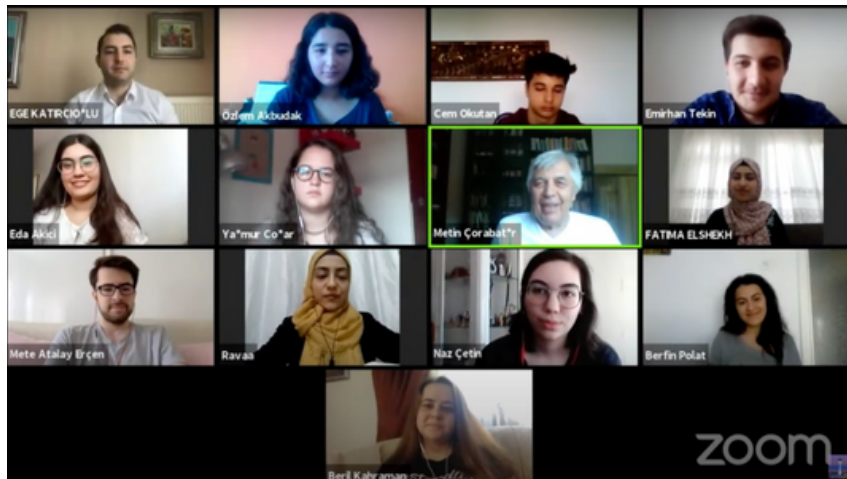 EGE KATIRCIO*LU
Özlem Akbudak
Cem Okutan
Emirhan Tekin
Eda Akici
Ya*mur Co*ar
Metin Çorabat*r
FATIMA ELSHEKH
Mete Atalay Erçen
Ravaa
Naz Çetin
Berfin Polat
Beril Kahraman
zoom